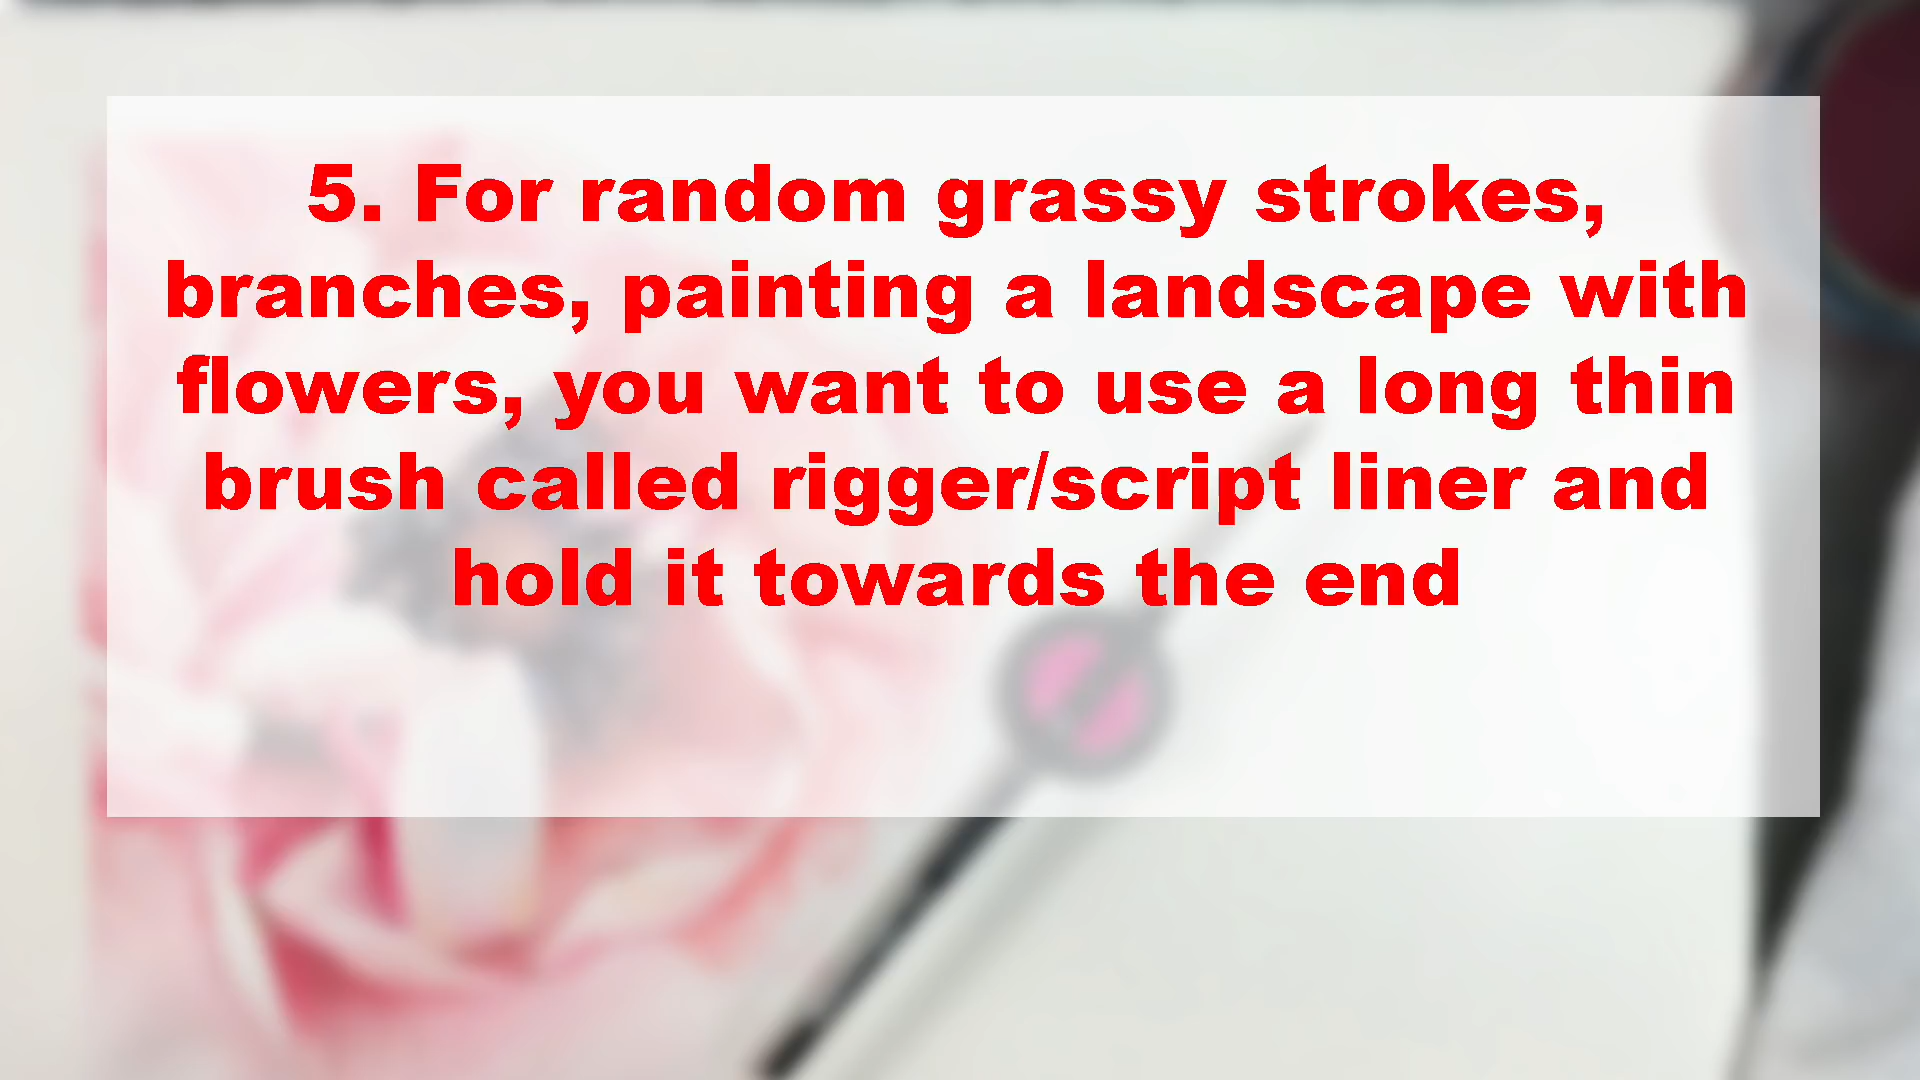 5. For random grassy strokes,
branches, painting a landscape with
flowers, you want to use a long thin
brush called rigger/script liner and
hold it towards the end